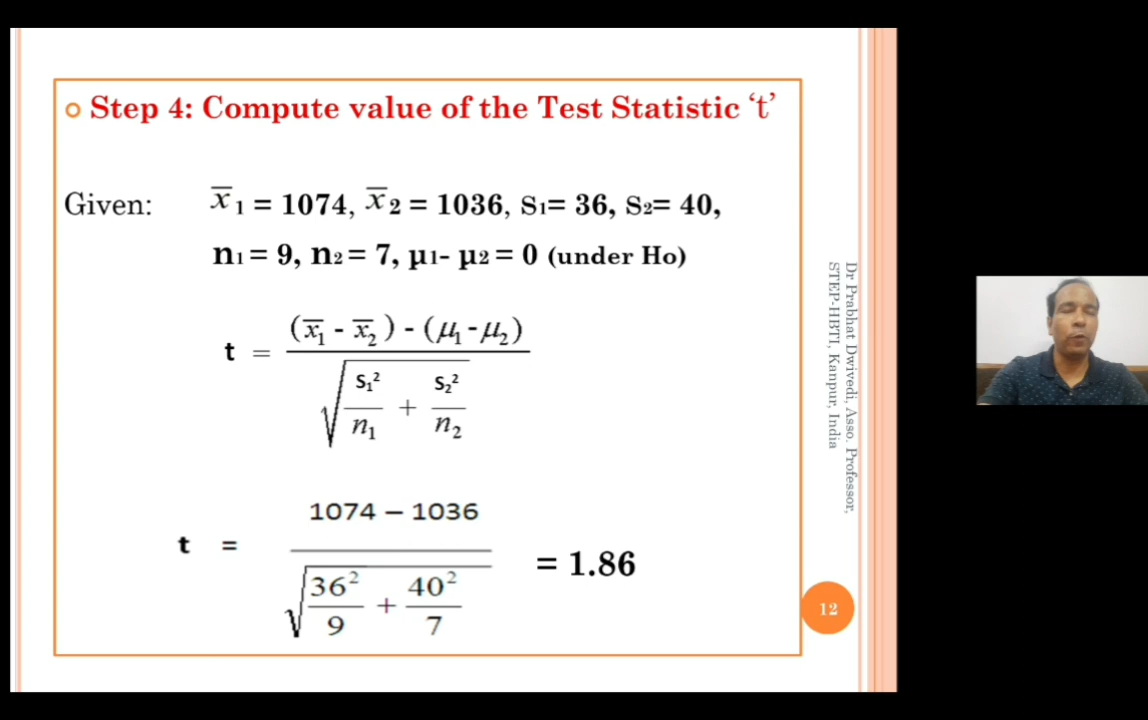 Step 4: Compute value of the Test Statistic ‘t’
Given: x̅1 = 1074, x̅2 = 1036, S1= 36, S2= 40,
n1= 9, n2= 7, µ1- µ2= 0 (under Ho)
t = (x̅1 - x̅2) - (μ1 - μ2) / √(S1²/n1 + S2²/n2)
t = 1074 – 1036 / √(36²/9 + 40²/7) = 1.86
Dr Prabhat Dwivedi, Asso. Professor,
STEP-HBTI, Kanpur, India
12